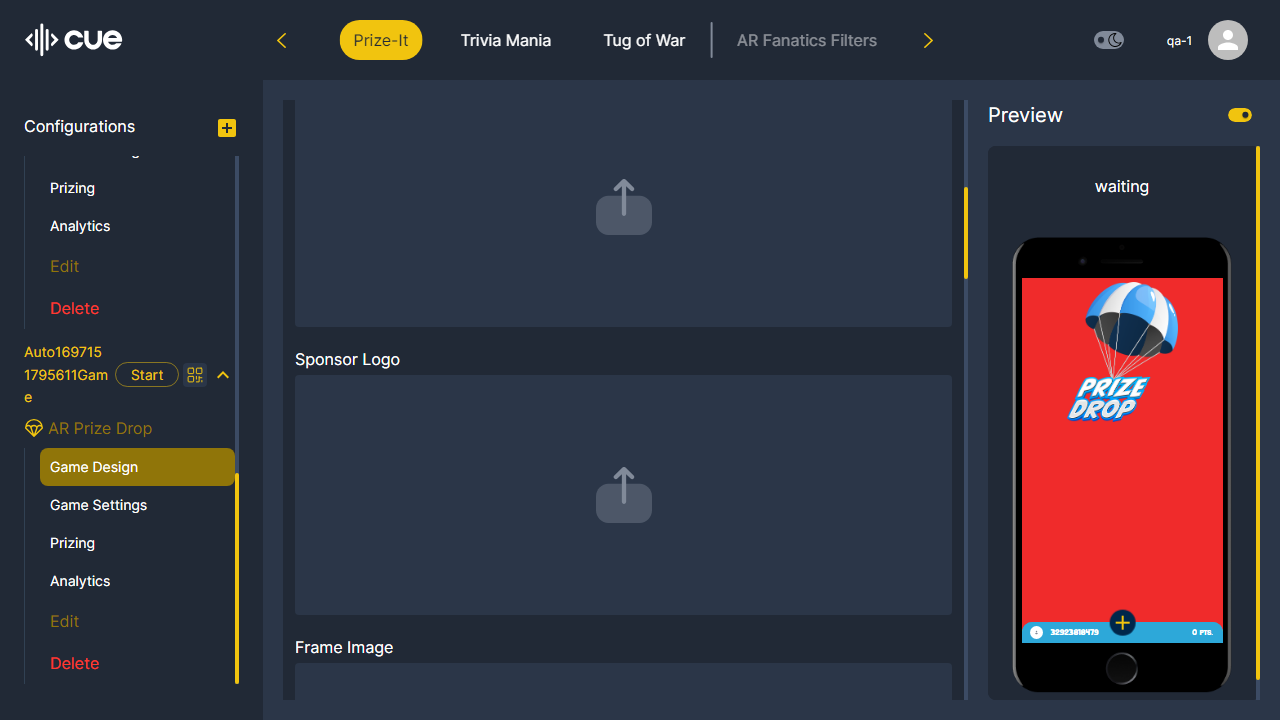 cue
Prize-It
Trivia Mania
Tug of War
AR Fanatics Filters
qa-1
Configurations
Prizing
Analytics
Edit
Delete
Auto169715
1795611Gam
e
Start
AR Prize Drop
Game Design
Game Settings
Prizing
Analytics
Edit
Delete
Sponsor Logo
Frame Image
Preview
waiting
PRIZE
DROP
0 PTS.